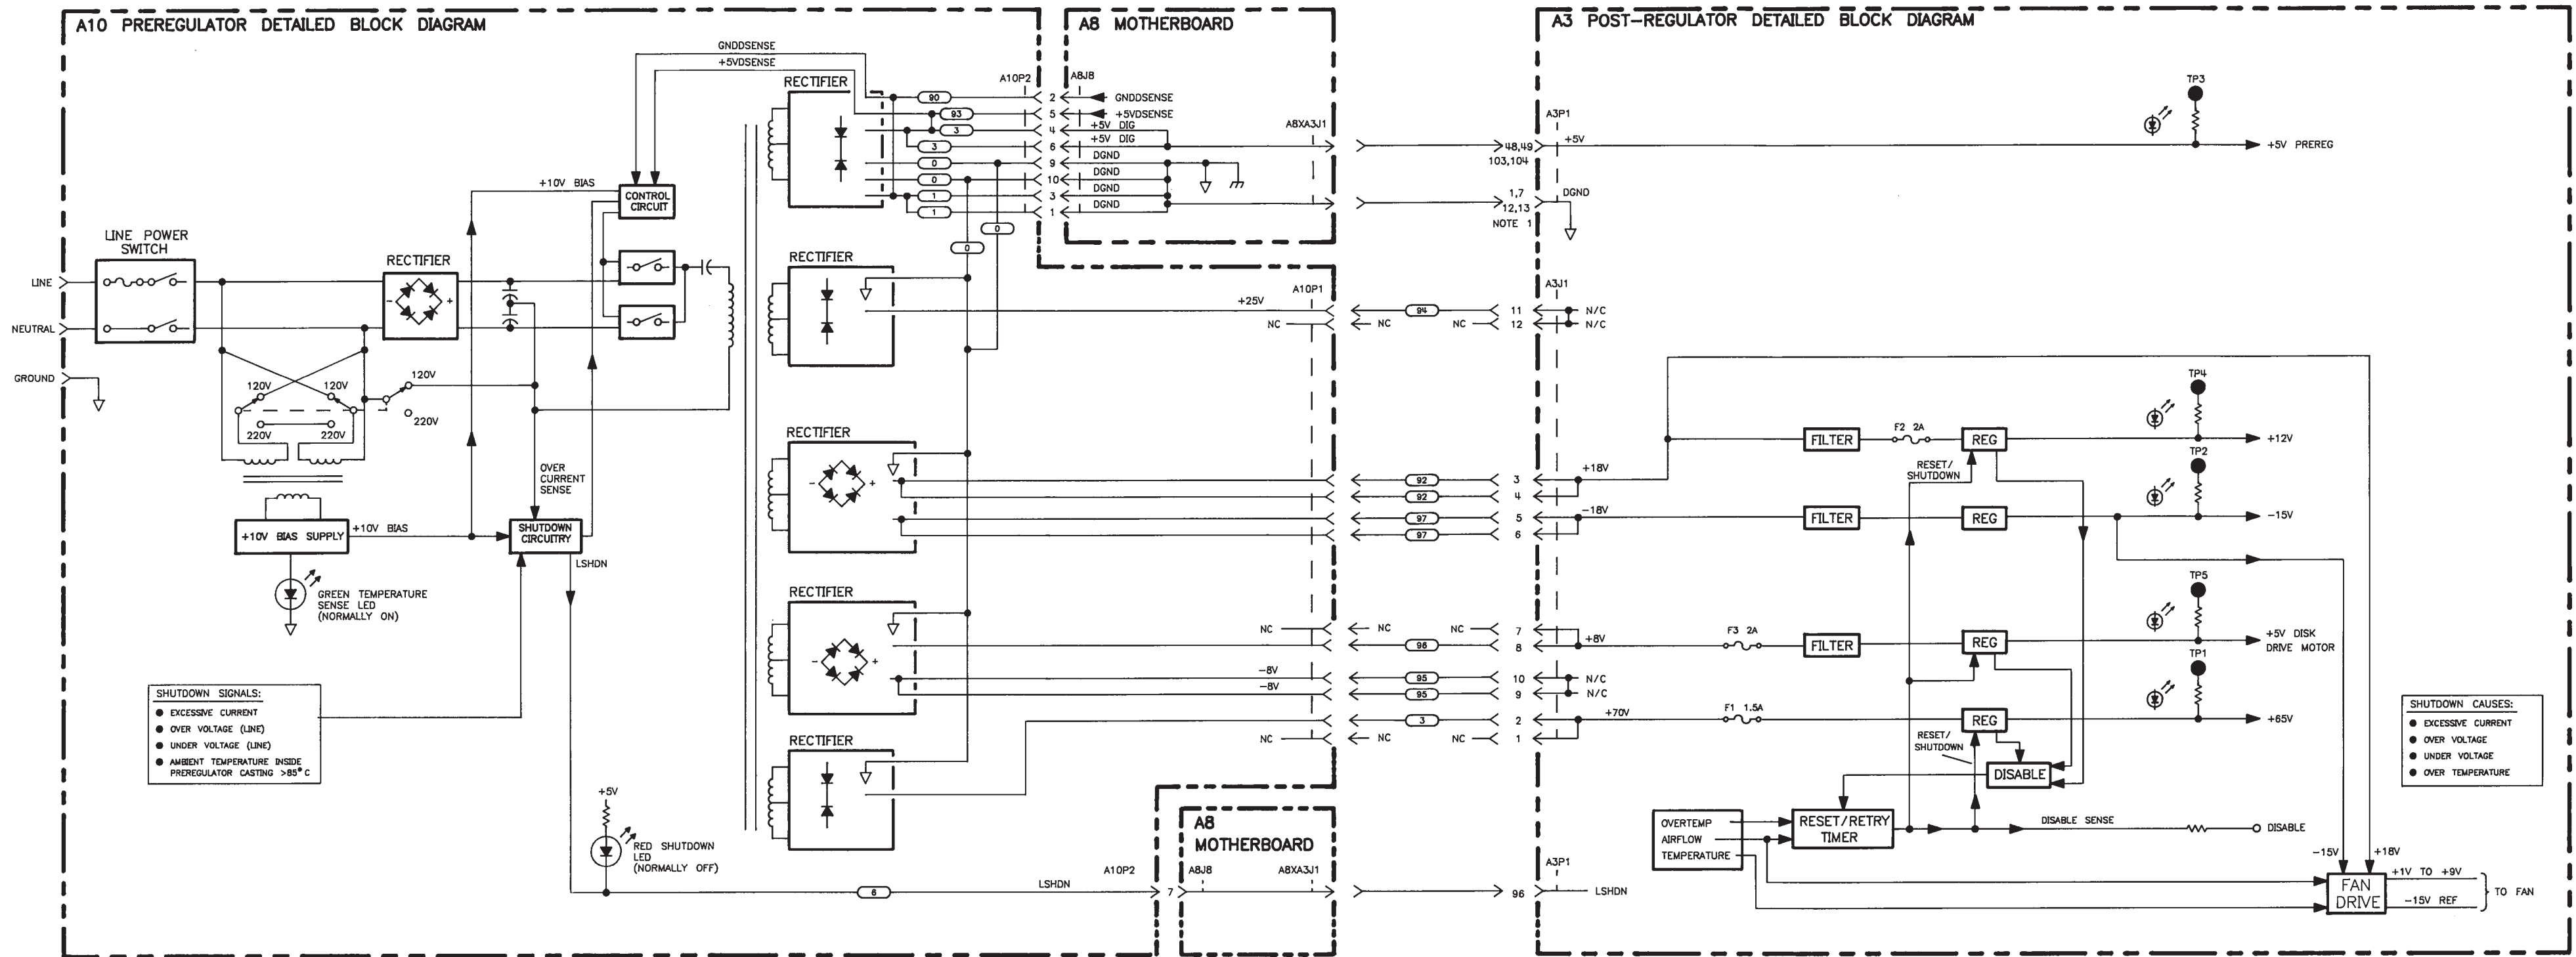 A10 PREREGULATOR DETAILED BLOCK DIAGRAM
A8 MOTHERBOARD
A3 POST-REGULATOR DETAILED BLOCK DIAGRAM
GNDDSENSE
+5VDSENSE
RECTIFIER
A10P2
A8J8
90
2
GNDDSENSE
93
5
+5VDSENSE
3
4
+5V DIG
3
6
+5V DIG
0
9
DGND
0
10
DGND
1
3
DGND
1
1
DGND
0
0
A8XA3J1
A3P1
48,49
103,104
+5V
1,7
12,13
DGND
NOTE 1
TP3
+5V PREREG
+10V BIAS
CONTROL
CIRCUIT
LINE POWER
SWITCH
LINE
NEUTRAL
GROUND
RECTIFIER
120V
120V
120V
220V
220V
220V
OVER
CURRENT
SENSE
+10V BIAS SUPPLY
+10V BIAS
SHUTDOWN
CIRCUITRY
LSHDN
GREEN TEMPERATURE
SENSE LED
(NORMALLY ON)
SHUTDOWN SIGNALS:
● EXCESSIVE CURRENT
● OVER VOLTAGE (LINE)
● UNDER VOLTAGE (LINE)
● AMBIENT TEMPERATURE INSIDE
PREREGULATOR CASTING >85° C
+5V
RED SHUTDOWN
LED
(NORMALLY OFF)
RECTIFIER
+25V
A10P1
A3J1
94
11
N/C
NC
NC
NC
12
N/C
RECTIFIER
92
3
+18V
92
4
97
5
-18V
97
6
RECTIFIER
NC
NC
NC
7
96
8
+8V
-8V
95
10
N/C
-8V
95
9
N/C
3
2
+70V
NC
NC
NC
1
RECTIFIER
6
LSHDN
A10P2
7
A8
MOTHERBOARD
A8J8
A8XA3J1
96
A3P1
LSHDN
TP4
FILTER
F2 2A
REG
+12V
RESET/
SHUTDOWN
TP2
FILTER
REG
-15V
TP5
F3 2A
FILTER
REG
+5V DISK
DRIVE MOTOR
TP1
F1 1.5A
REG
+65V
RESET/
SHUTDOWN
DISABLE
OVERTEMP
AIRFLOW
TEMPERATURE
RESET/RETRY
TIMER
DISABLE SENSE
DISABLE
-15V
+18V
FAN
DRIVE
+1V TO +9V
-15V REF
TO FAN
SHUTDOWN CAUSES:
● EXCESSIVE CURRENT
● OVER VOLTAGE
● UNDER VOLTAGE
● OVER TEMPERATURE